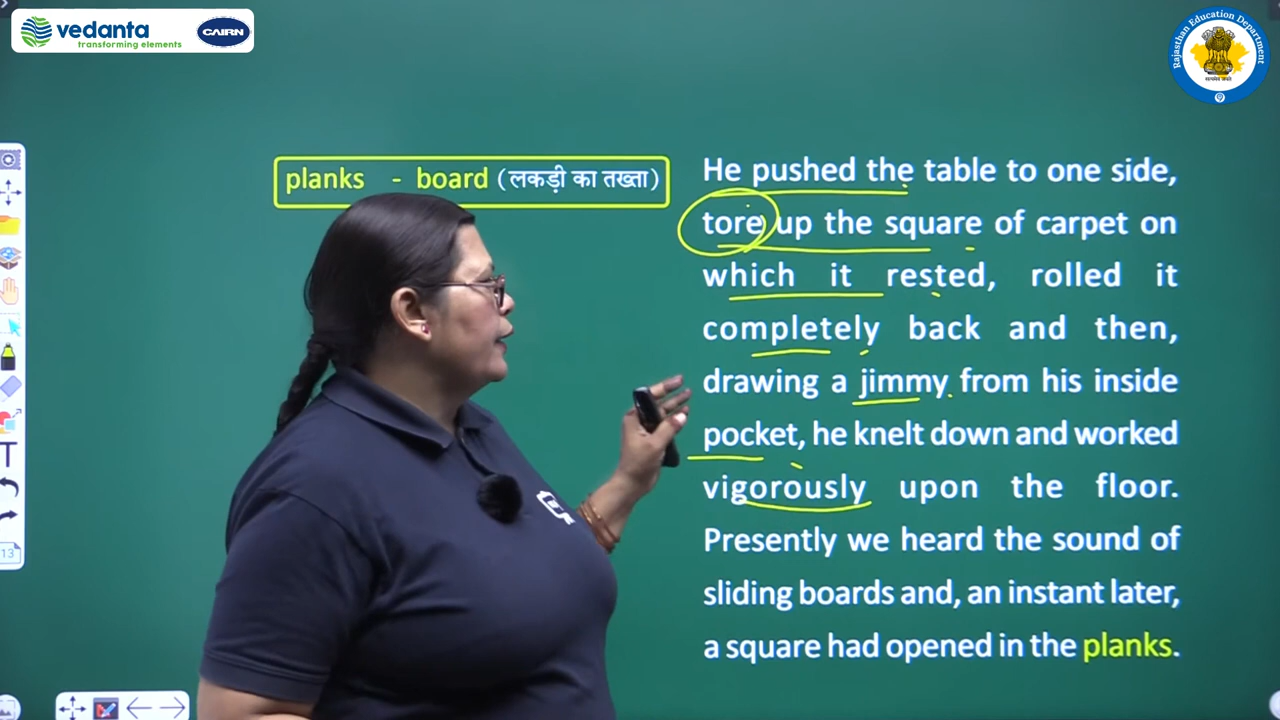 vedanta
transforming elements
CAIRN
Rajasthan Education Department
planks - board (लकड़ी का तख्ता)
He pushed the table to one side,
tore up the square of carpet on
which it rested, rolled it
completely back and then,
drawing a jimmy from his inside
pocket, he knelt down and worked
vigorously upon the floor.
Presently we heard the sound of
sliding boards and, an instant later,
a square had opened in the planks.
T
13